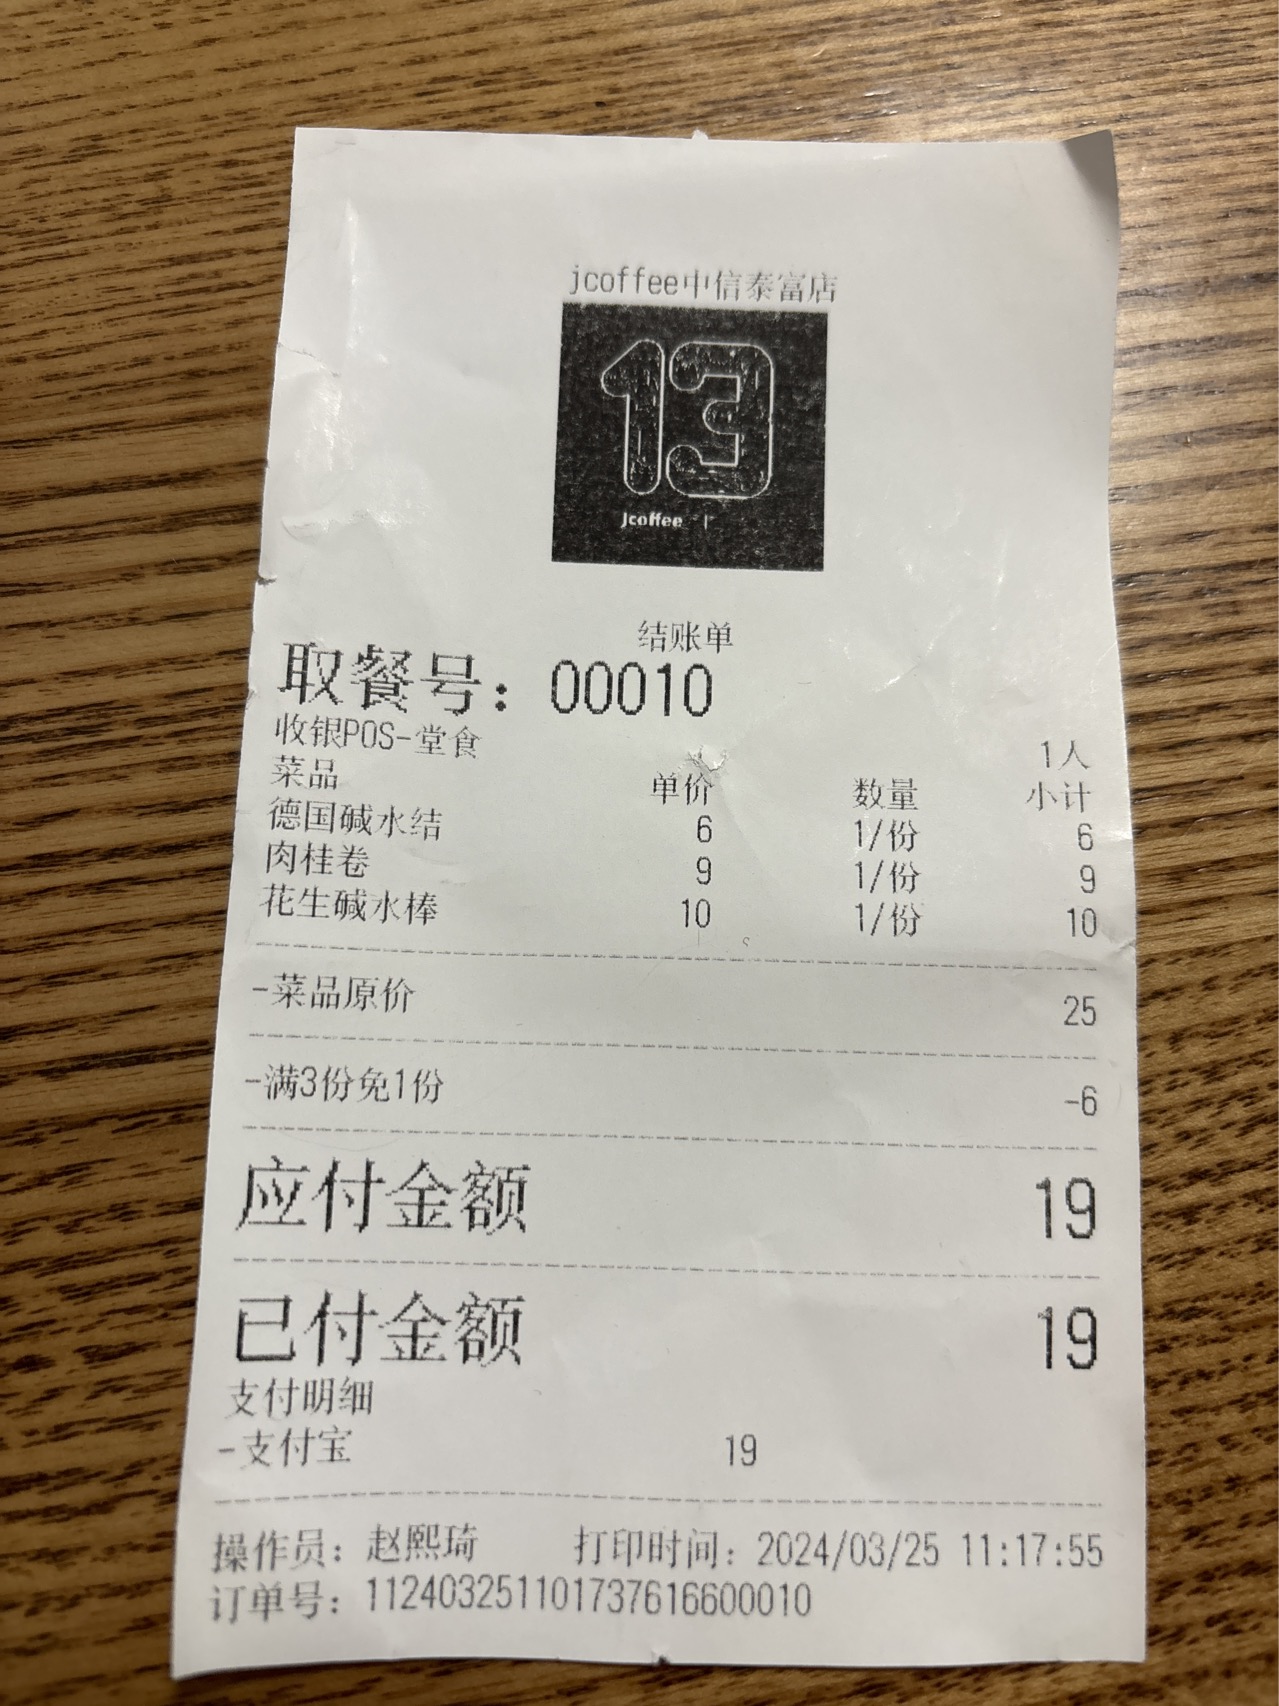 jcoffee中信泰富店
13
Jcoffee
结账单
取餐号：00010
收银POS-堂食 1人
菜品 单价 数量 小计
德国碱水结 6 1/份 6
肉桂卷 9 1/份 9
花生碱水棒 10 1/份 10
-菜品原价 25
-满3份免1份 -6
应付金额 19
已付金额 19
支付明细
-支付宝 19
操作员：赵熙琦 打印时间：2024/03/25 11:17:55
订单号：11240325110173761660​0010